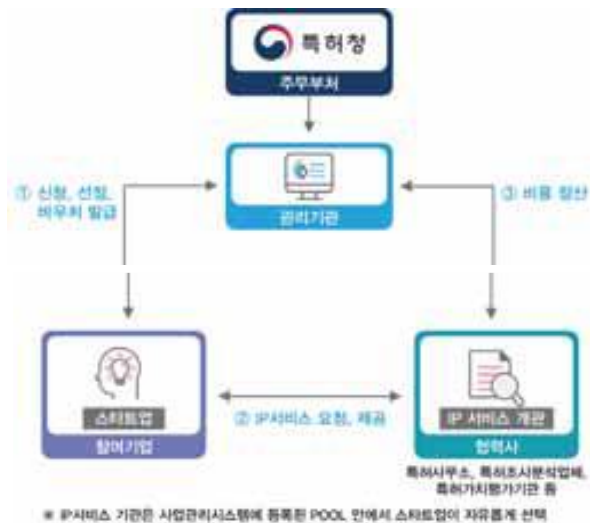 특허청
주무부처
① 신청, 선정,
바우처 발급
③ 비용 정산
관리기관
스타트업
참여기업
② IP서비스 요청, 제공
IP 서비스 기관
협력사
특허사무소, 특허조사분석업체,
특허가치평가기관 등
※ IP서비스 기관은 사업관리시스템에 등록된 POOL 안에서 스타트업이 자유롭게 선택